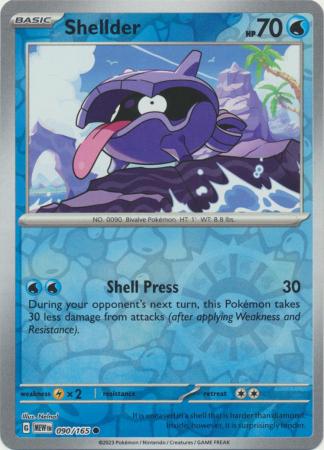 BASIC
Shellder
HP 70
NO. 0090 Bivalve Pokémon HT: 1' WT: 8.8 lbs.
Shell Press 30
During your opponent's next turn, this Pokémon takes
30 less damage from attacks (after applying Weakness and
Resistance).
weakness ×2 resistance retreat
Illus. Nelnal
G MEW EN 090/165
It is encased in a shell that is harder than diamond.
Inside, however, it is surprisingly tender.
©2023 Pokémon / Nintendo / Creatures / GAME FREAK